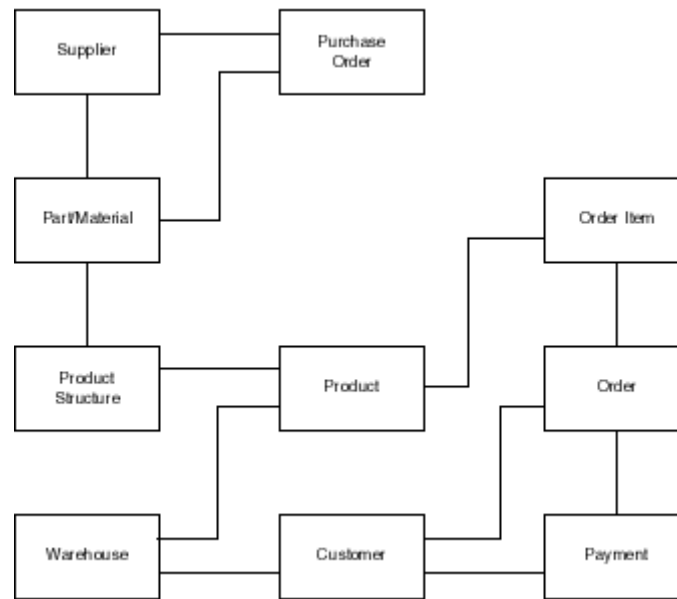 Supplier
Purchase
Order
Part/Material
Order Item
Product
Structure
Product
Order
Warehouse
Customer
Payment